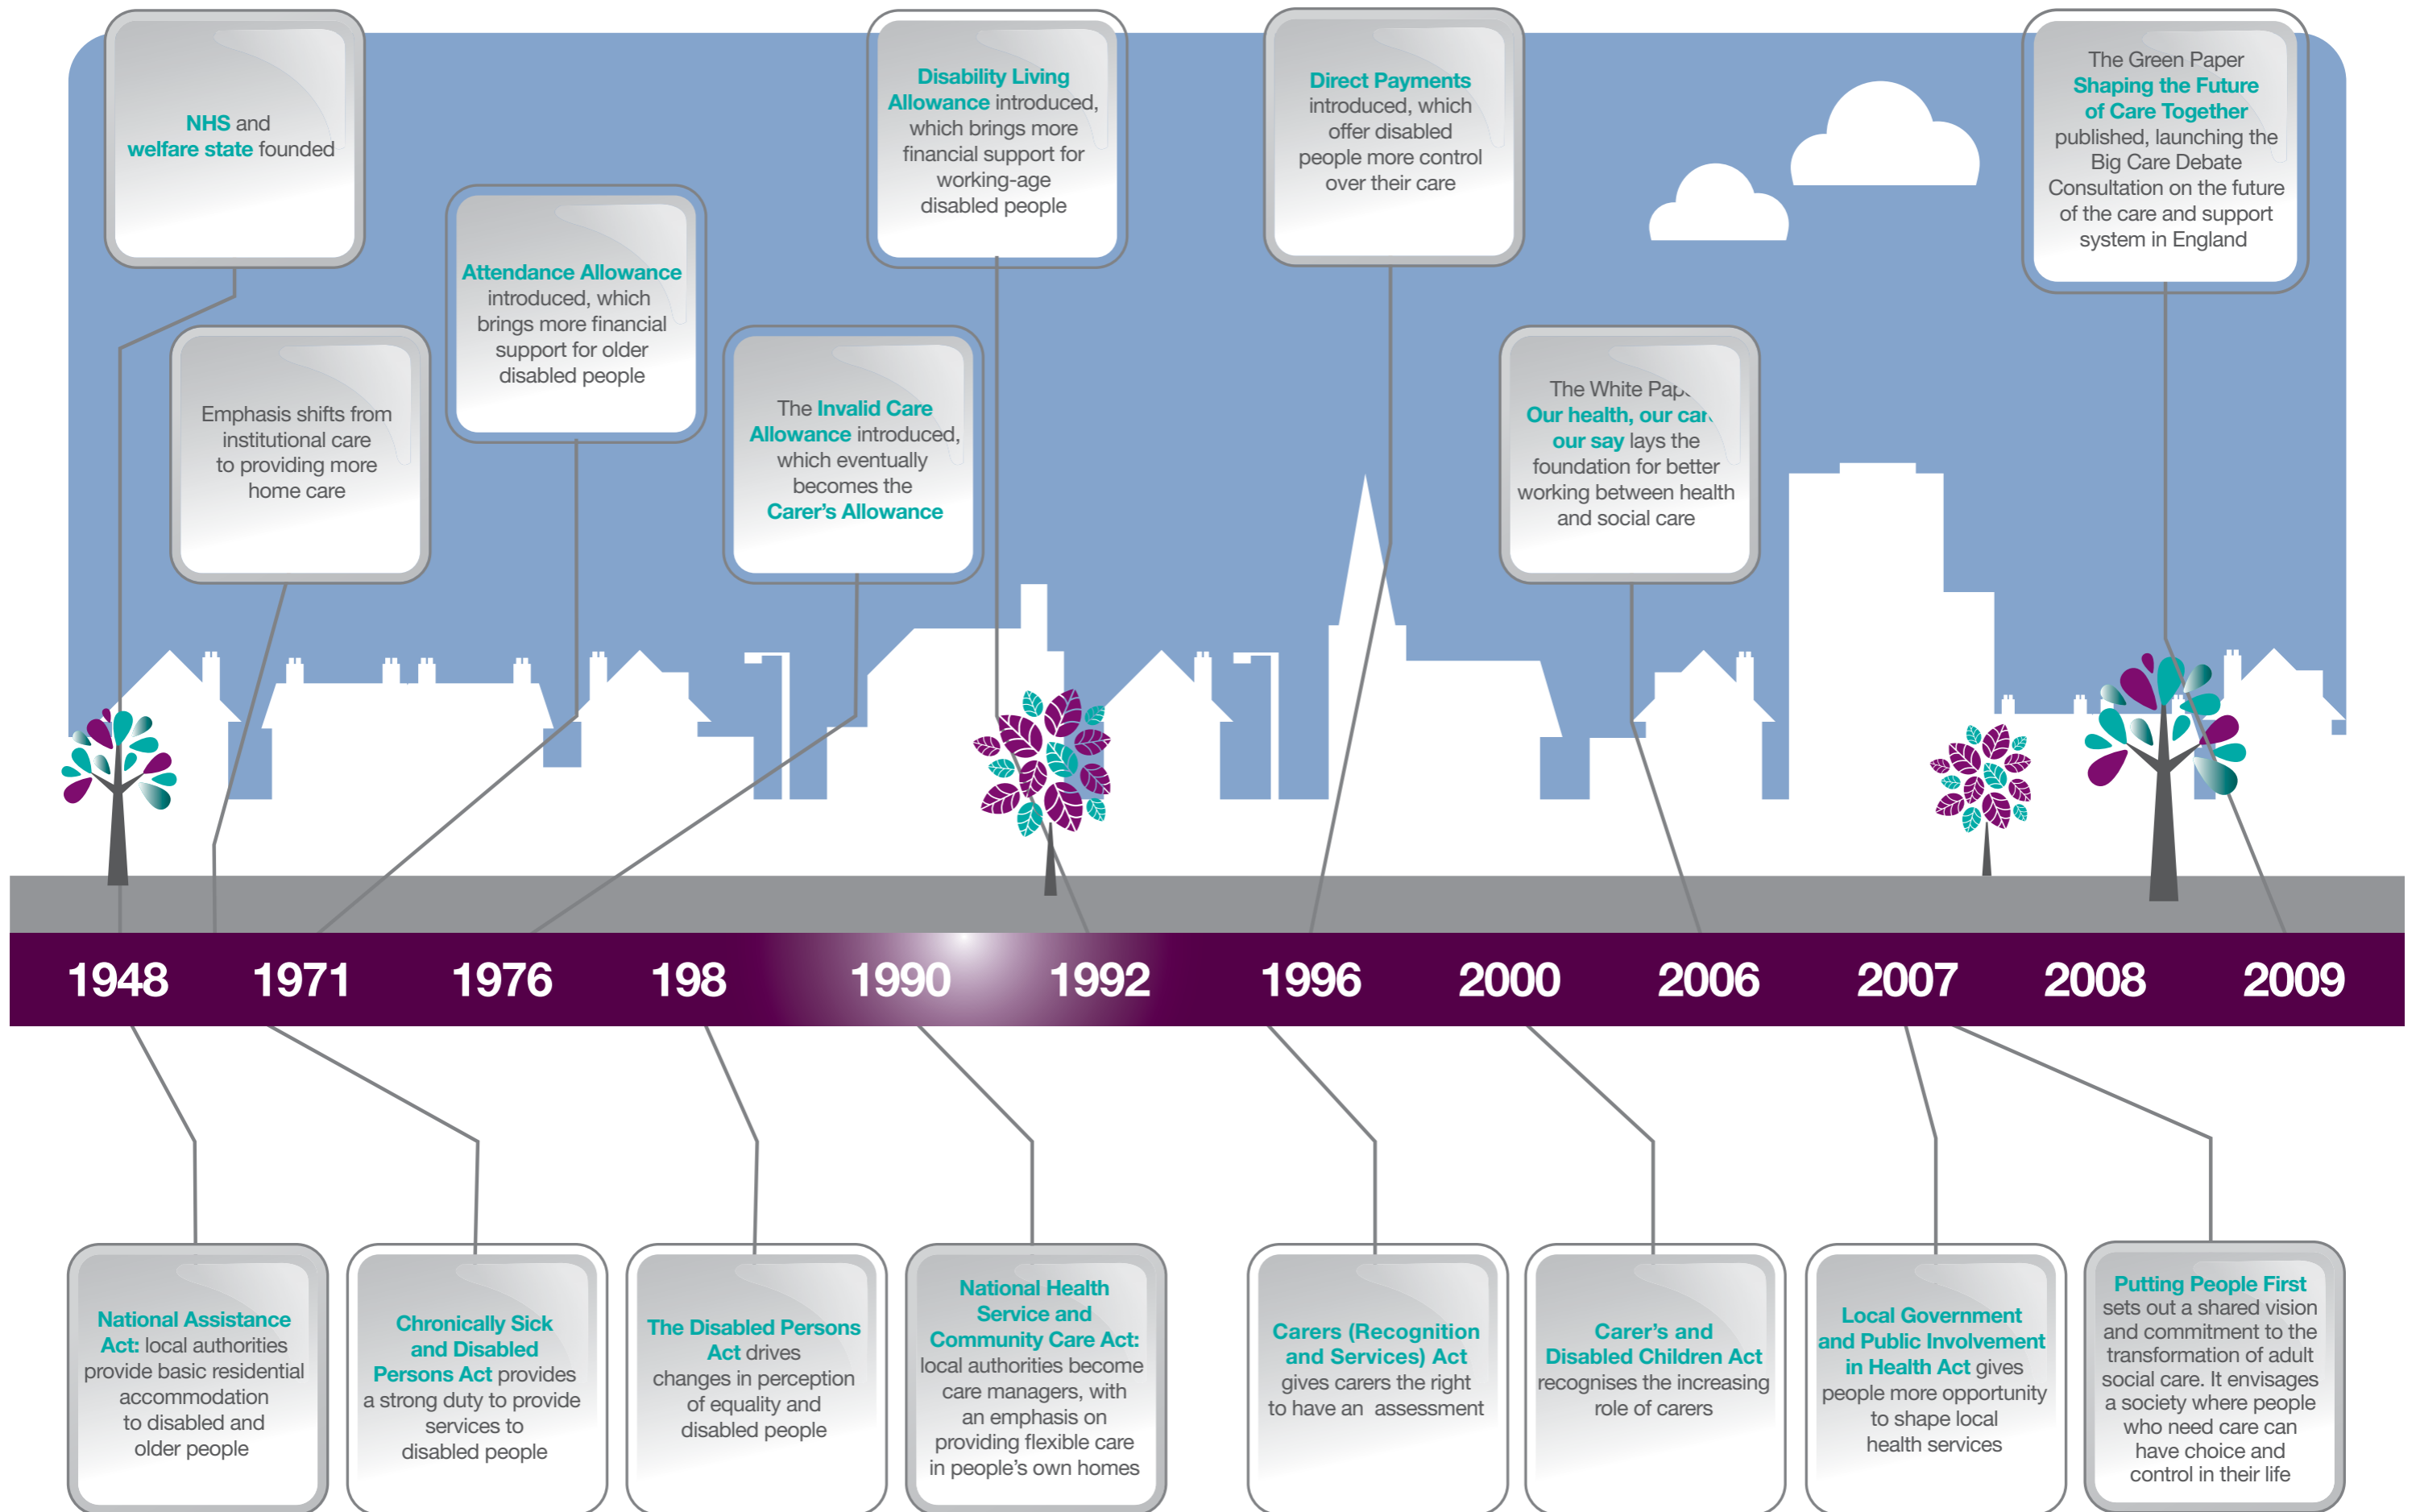 NHS and
welfare state founded
Emphasis shifts from
institutional care
to providing more
home care
Attendance Allowance
introduced, which
brings more financial
support for older
disabled people
The Invalid Care
Allowance introduced,
which eventually
becomes the
Carer's Allowance
Disability Living
Allowance introduced,
which brings more
financial support for
working-age
disabled people
Direct Payments
introduced, which
offer disabled
people more control
over their care
The White Pap
Our health, our car
our say lays the
foundation for better
working between health
and social care
The Green Paper
Shaping the Future
of Care Together
published, launching the
Big Care Debate
Consultation on the future
of the care and support
system in England
1948 1971 1976 198 1990 1992 1996 2000 2006 2007 2008 2009
National Assistance
Act: local authorities
provide basic residential
accommodation
to disabled and
older people
Chronically Sick
and Disabled
Persons Act provides
a strong duty to provide
services to
disabled people
The Disabled Persons
Act drives
changes in perception
of equality and
disabled people
National Health
Service and
Community Care Act:
local authorities become
care managers, with
an emphasis on
providing flexible care
in people's own homes
Carers (Recognition
and Services) Act
gives carers the right
to have an assessment
Carer's and
Disabled Children Act
recognises the increasing
role of carers
Local Government
and Public Involvement
in Health Act gives
people more opportunity
to shape local
health services
Putting People First
sets out a shared vision
and commitment to the
transformation of adult
social care. It envisages
a society where people
who need care can
have choice and
control in their life